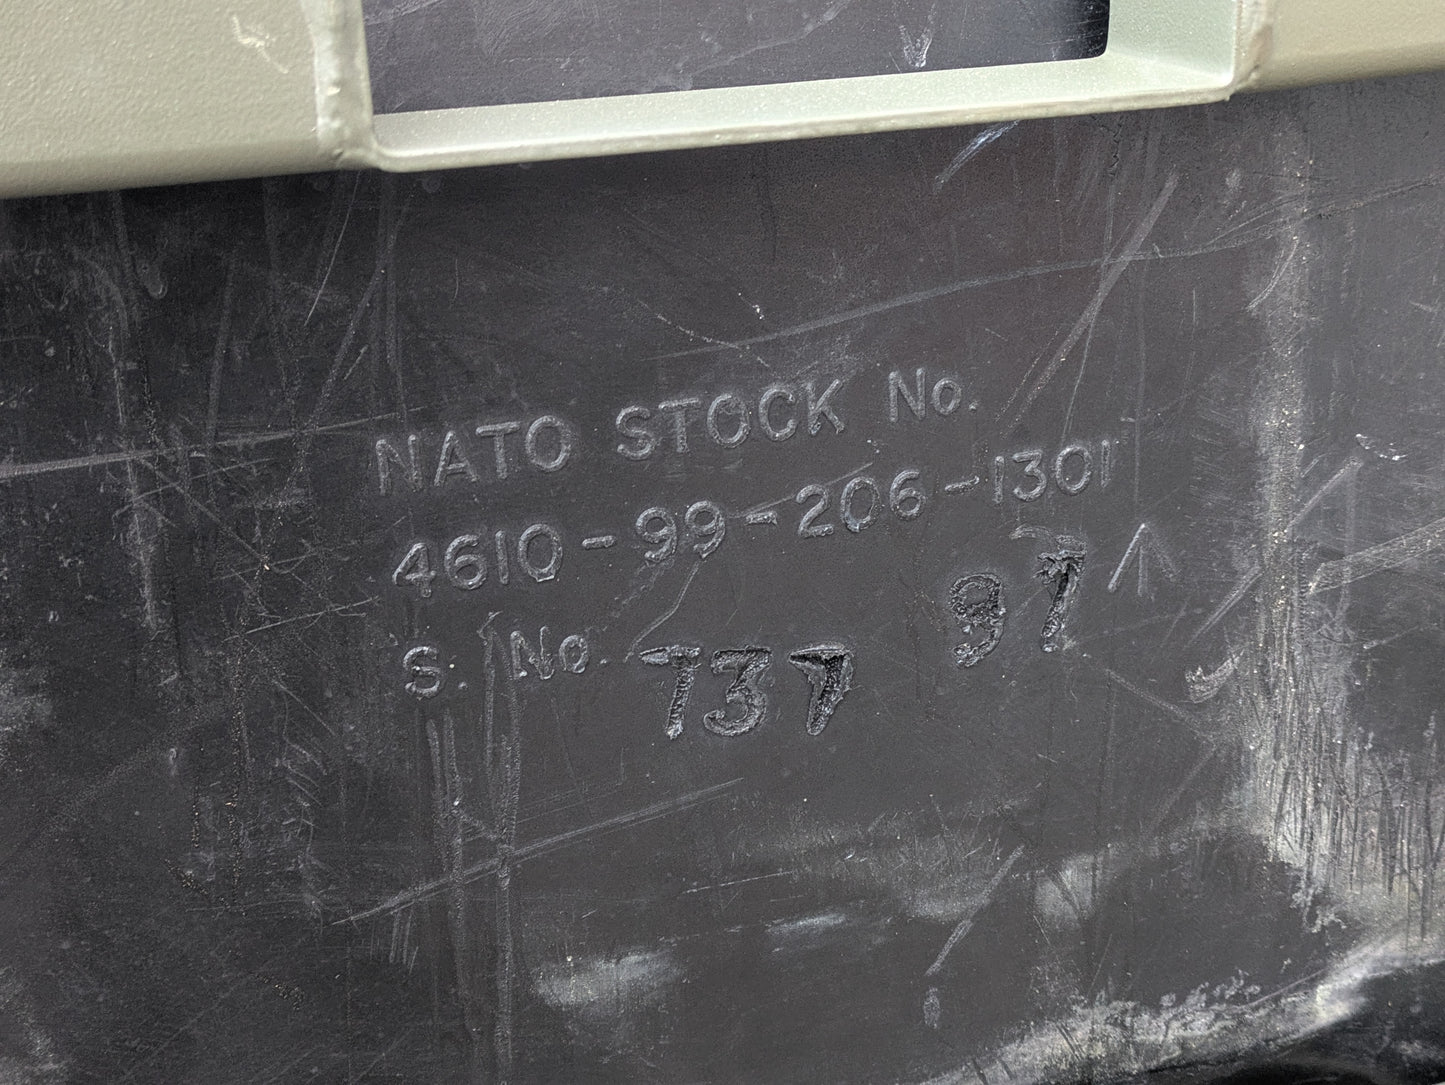 NATO STOCK No.
4610-99-206-1301
S. No. 737 97